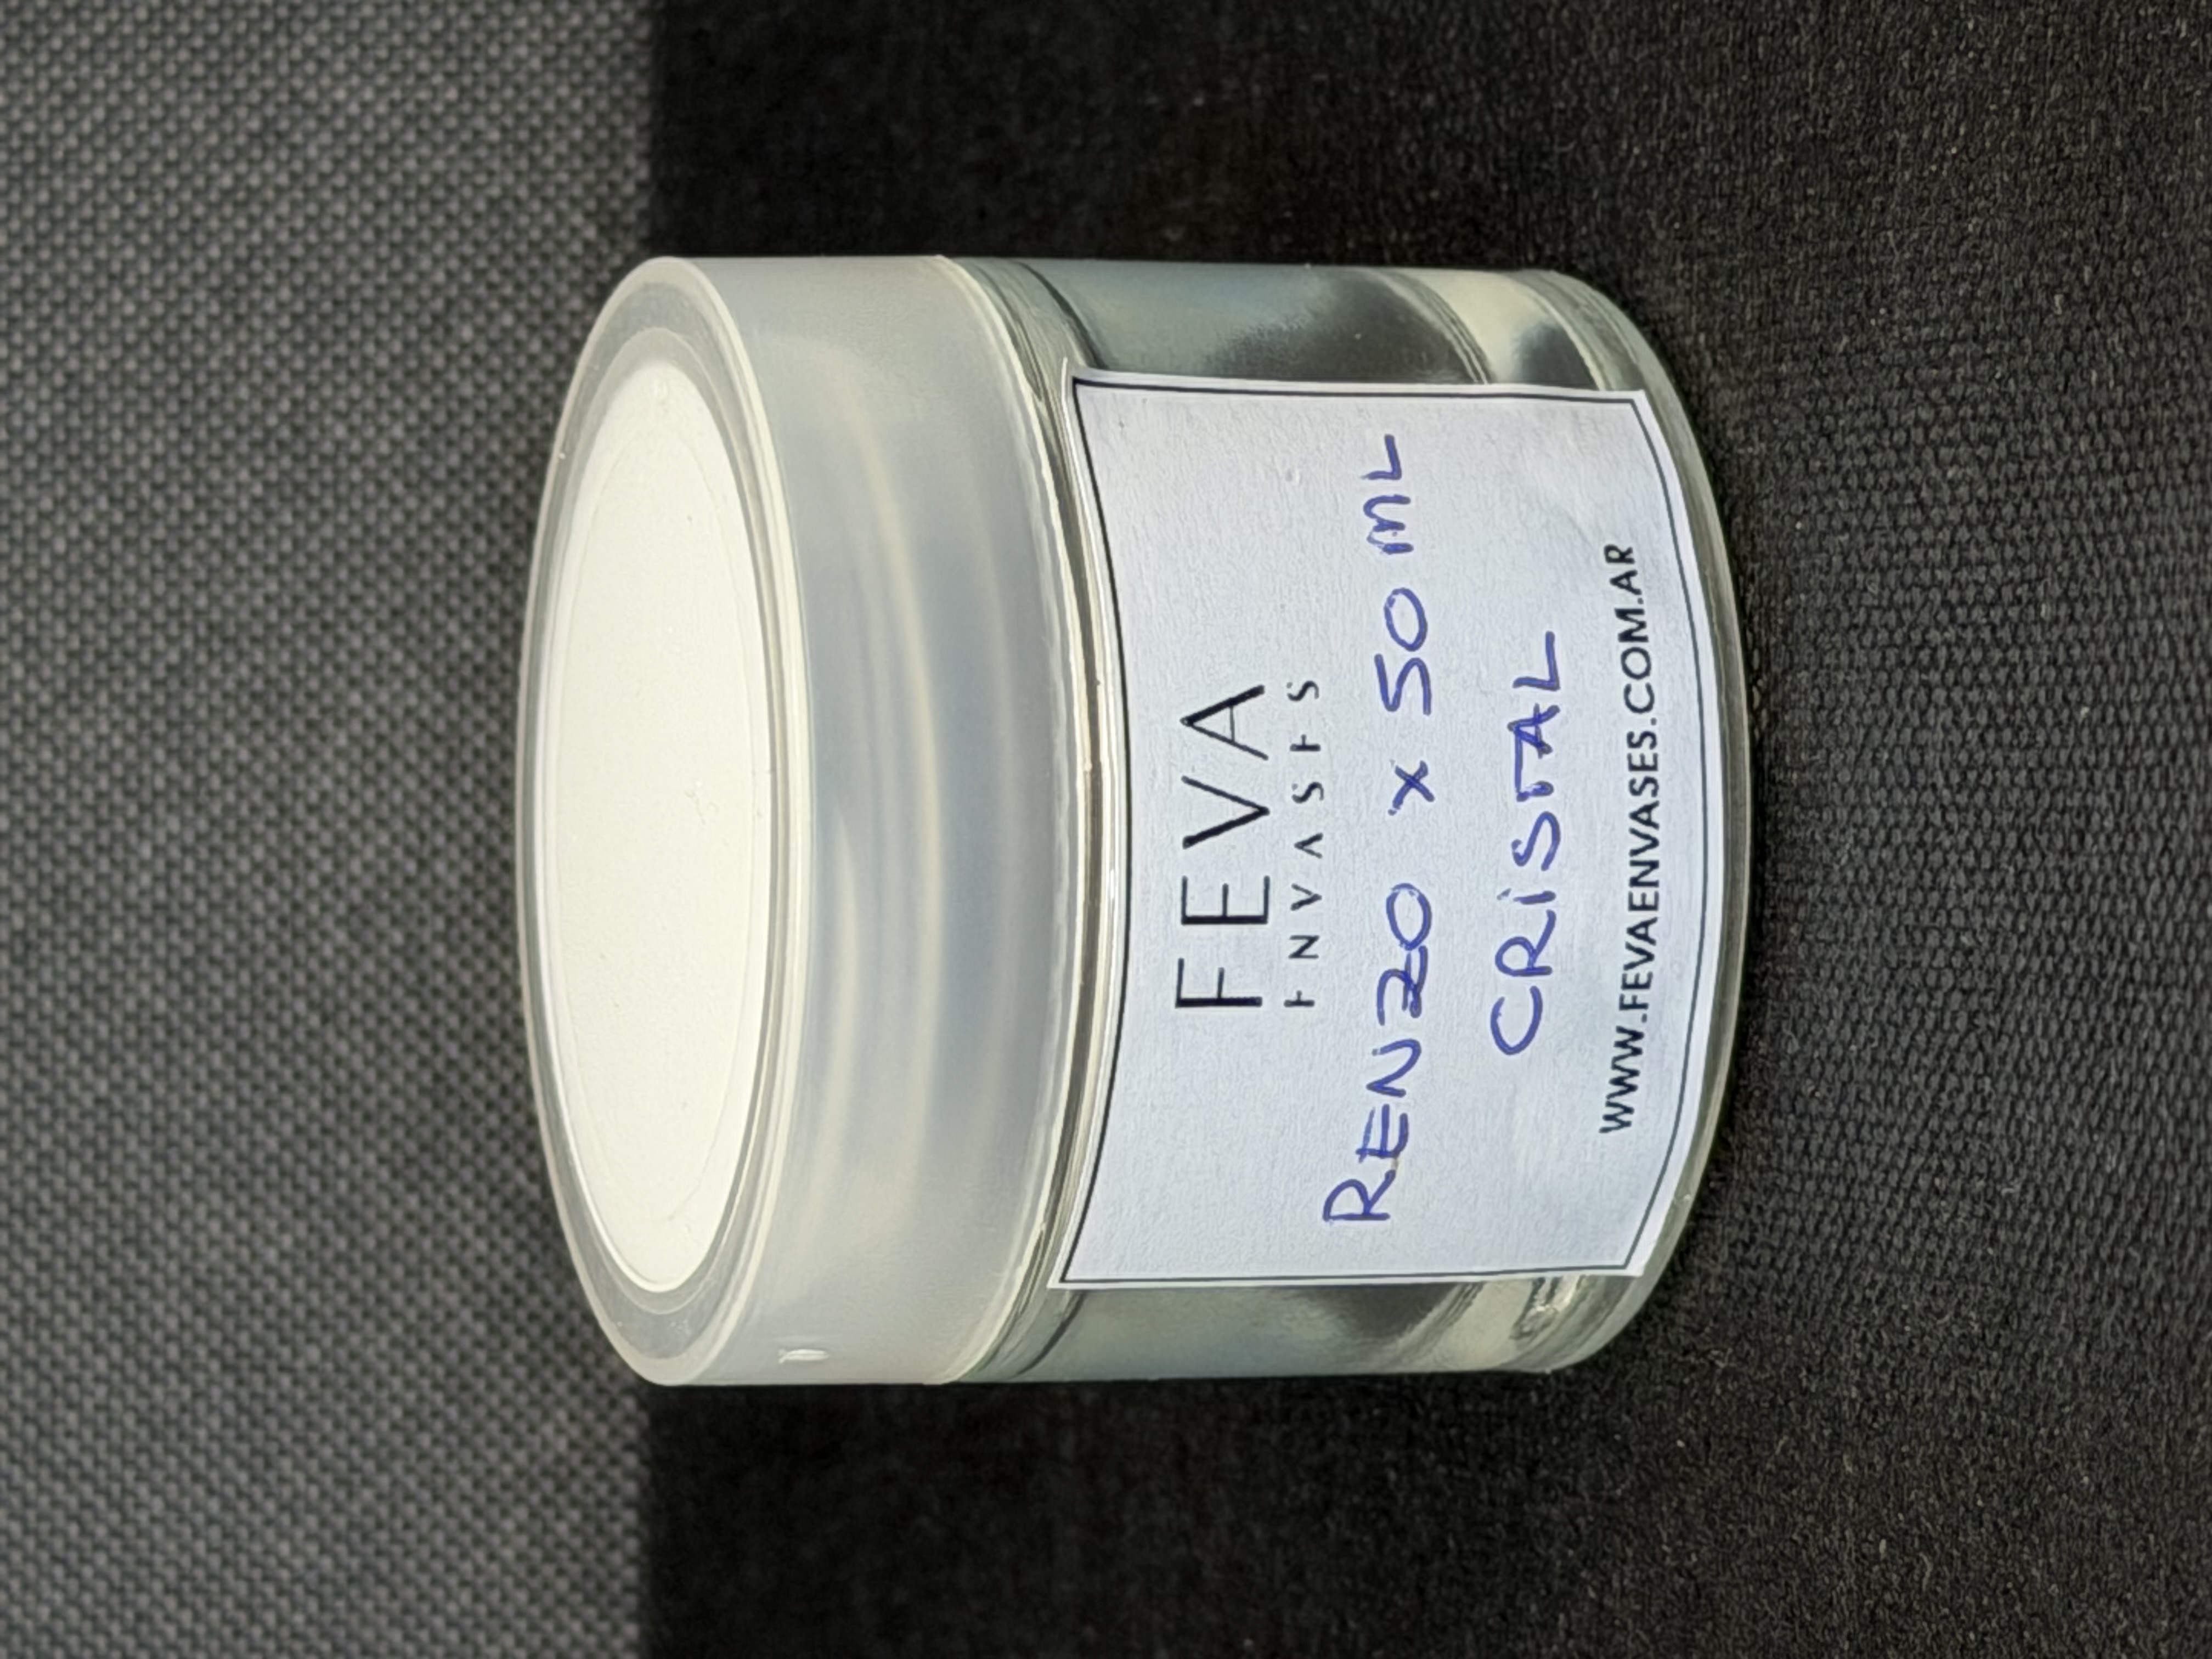 FEVA
ENVASES
RENZO x 50 mL
CRiSTAL
WWW.FEVAENVASES.COM.AR